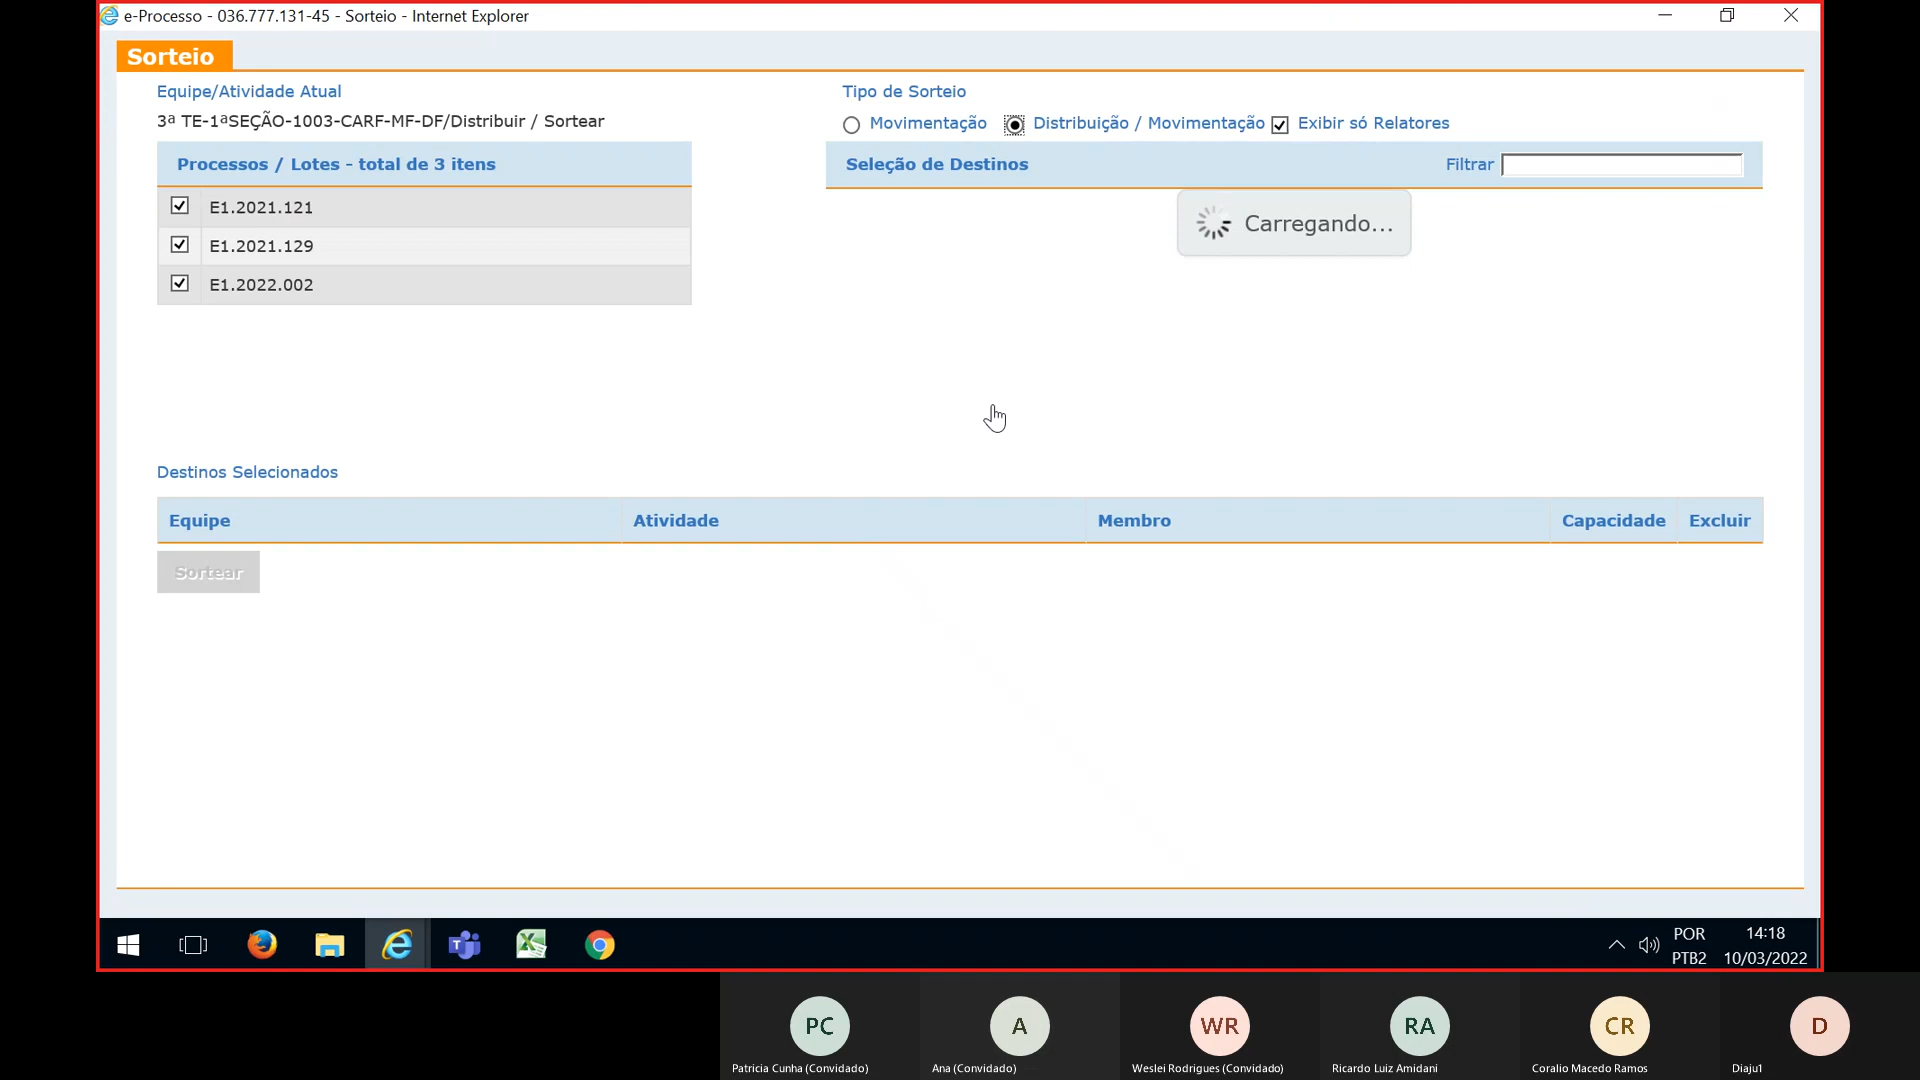 e-Processo - 036.777.131-45 - Sorteio - Internet Explorer
Sorteio
Equipe/Atividade Atual
3ª TE-1ªSEÇÃO-1003-CARF-MF-DF/Distribuir / Sortear
Tipo de Sorteio
Movimentação Distribuição / Movimentação Exibir só Relatores
Processos / Lotes - total de 3 itens
E1.2021.121
E1.2021.129
E1.2022.002
Seleção de Destinos Filtrar
Carregando...
Destinos Selecionados
Equipe Atividade Membro Capacidade Excluir
Sortear
POR
PTB2
14:18
10/03/2022
PC
Patricia Cunha (Convidado)
A
Ana (Convidado)
WR
Weslei Rodrigues (Convidado)
RA
Ricardo Luiz Amidani
CR
Coralio Macedo Ramos
D
Diaju1